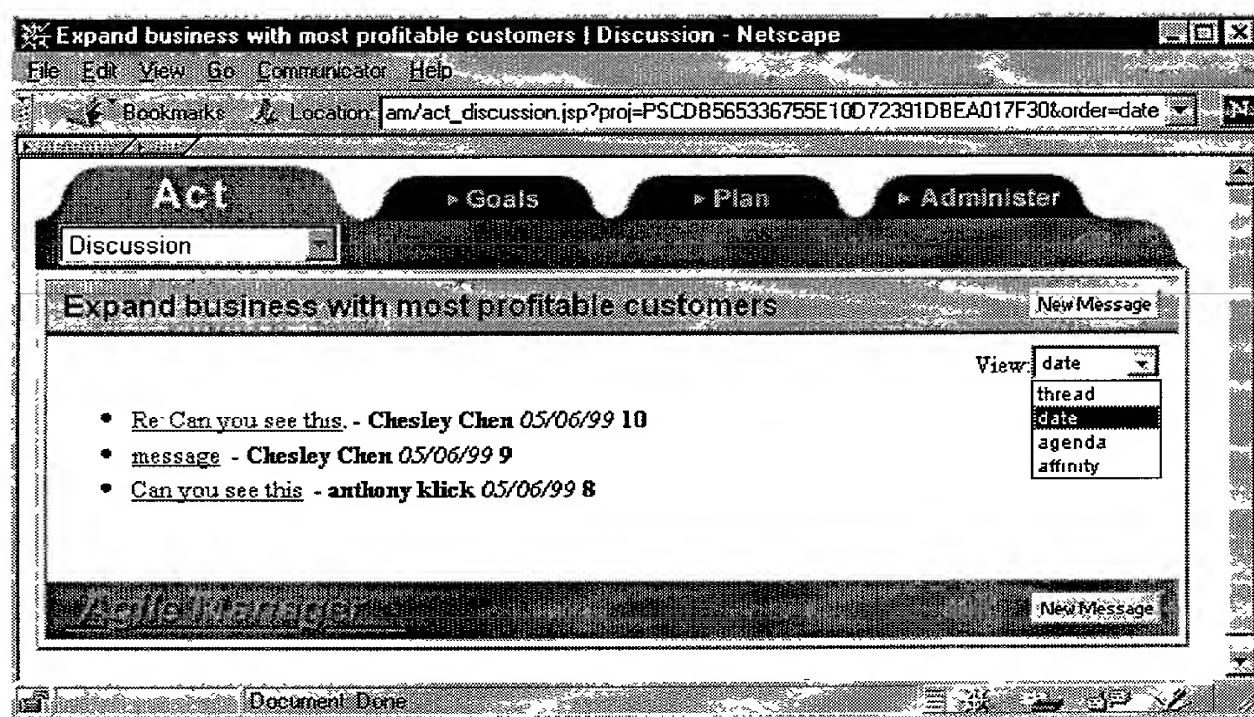 Expand business with most profitable customers | Discussion - Netscape
File Edit View Go Communicator Help
Bookmarks Location: am/act_discussion.jsp?proj=PSCDB565336755E10D72391DBEA017F30&order=date
Act ▸ Goals ▸ Plan ▸ Administer
Discussion
Expand business with most profitable customers New Message
View: date
thread
date
agenda
affinity
• Re: Can you see this. - Chesley Chen 05/06/99 10
• message - Chesley Chen 05/06/99 9
• Can you see this - anthony klick 05/06/99 8
Agile Manager New Message
Document Done